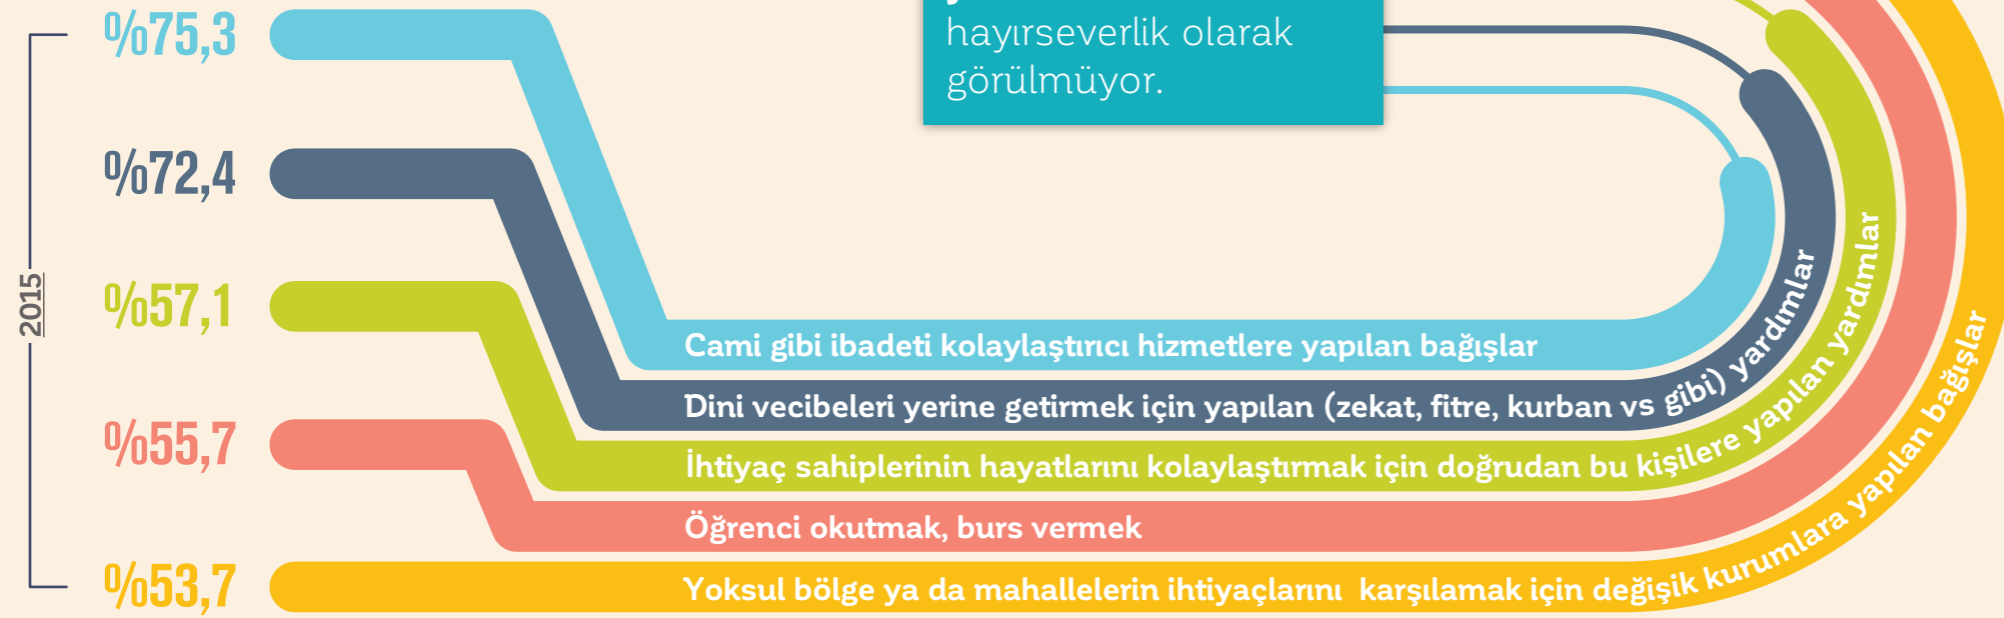 hayırseverlik olarak
görülmüyor.
2015
%75,3
%72,4
%57,1
%55,7
%53,7
Cami gibi ibadeti kolaylaştırıcı hizmetlere yapılan bağışlar
Dini vecibeleri yerine getirmek için yapılan (zekat, fitre, kurban vs gibi) yardımlar
İhtiyaç sahiplerinin hayatlarını kolaylaştırmak için doğrudan bu kişilere yapılan yardımlar
Öğrenci okutmak, burs vermek
Yoksul bölge ya da mahallelerin ihtiyaçlarını karşılamak için değişik kurumlara yapılan bağışlar